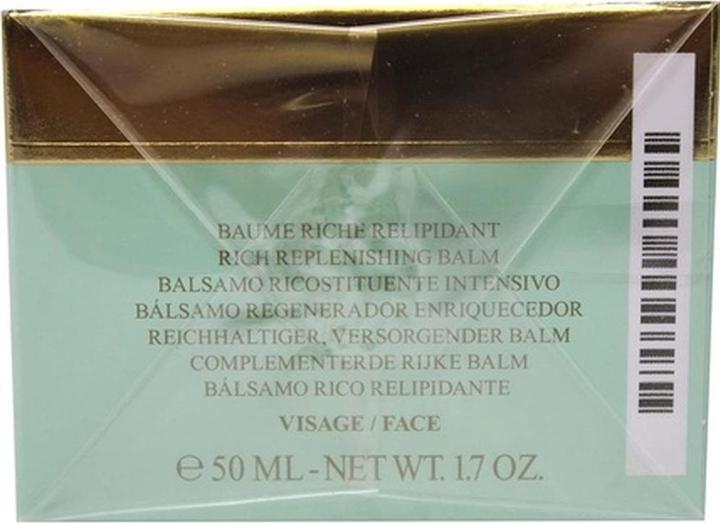 BAUME RICHE RELIPIDANT
RICH REPLENISHING BALM
BALSAMO RICOSTITUENTE INTENSIVO
BÁLSAMO REGENERADOR ENRIQUECEDOR
REICHHALTIGER, VERSORGENDER BALM
COMPLEMENTERDE RIJKE BALM
BÁLSAMO RICO RELIPIDANTE
VISAGE / FACE
℮ 50 ML - NET WT. 1.7 OZ.